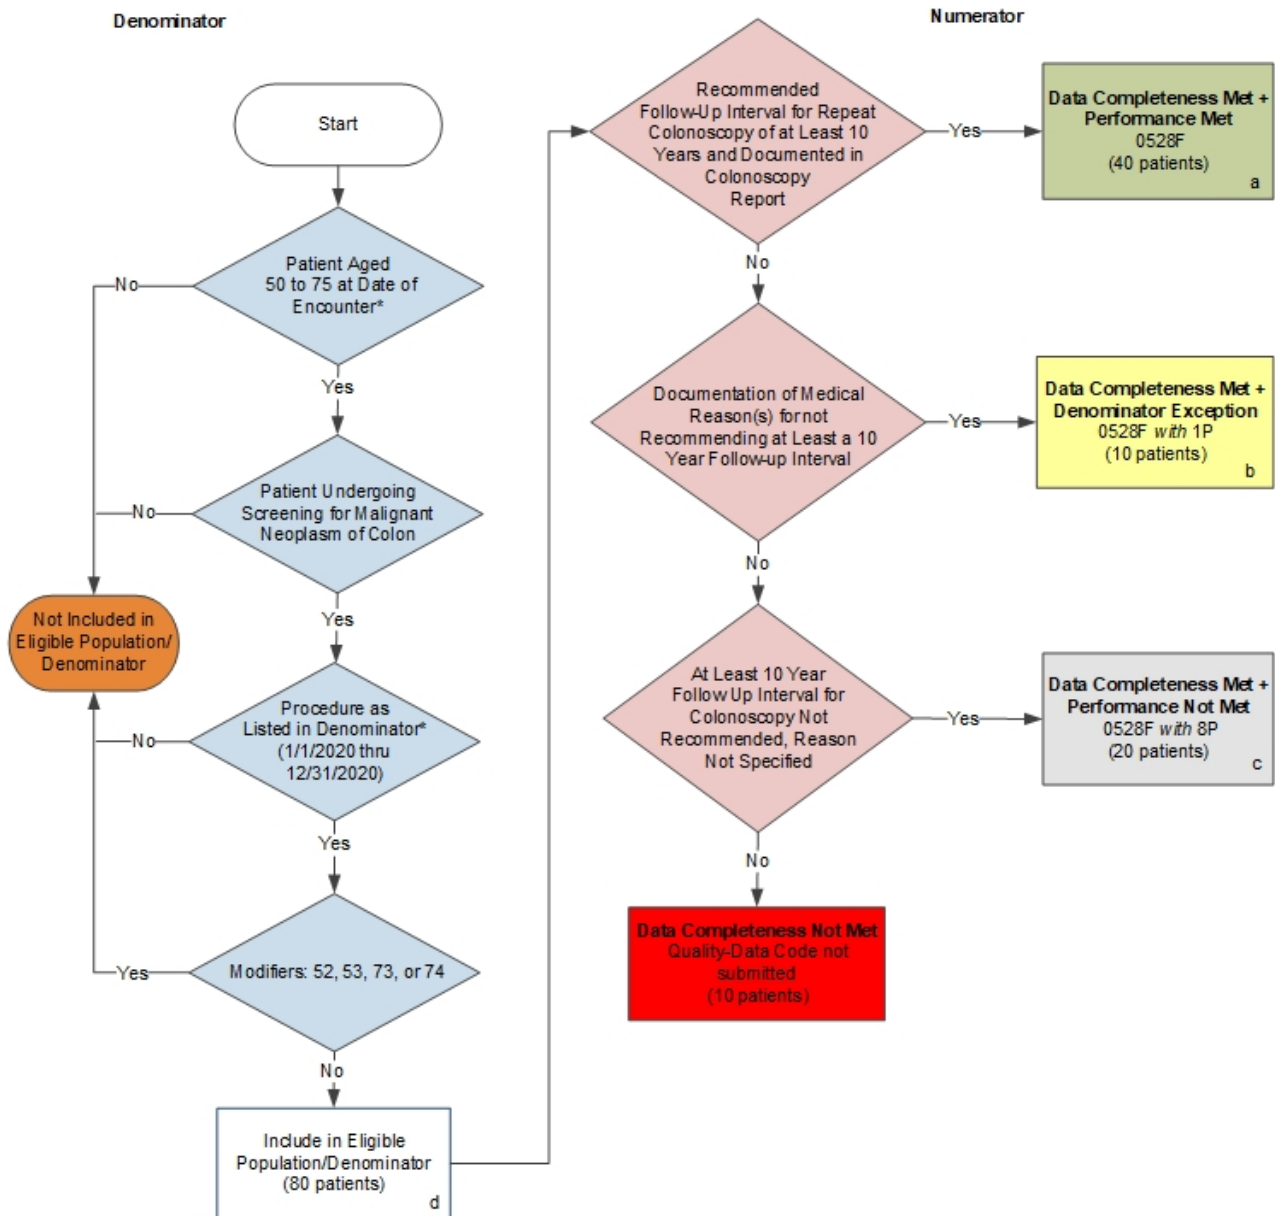 Denominator
Numerator
Start
Patient Aged
50 to 75 at Date of
Encounter*
No
Yes
Patient Undergoing
Screening for Malignant
Neoplasm of Colon
No
Yes
Not Included in
Eligible Population/
Denominator
Procedure as
Listed in Denominator*
(1/1/2020 thru
12/31/2020)
No
Yes
Modifiers: 52, 53, 73, or 74
Yes
No
Include in Eligible
Population/Denominator
(80 patients)
d
Recommended
Follow-Up Interval for Repeat
Colonoscopy of at Least 10
Years and Documented in
Colonoscopy
Report
Yes
Data Completeness Met +
Performance Met
0528F
(40 patients)
a
No
Documentation of Medical
Reason(s) for not
Recommending at Least a 10
Year Follow-up Interval
Yes
Data Completeness Met +
Denominator Exception
0528F with 1P
(10 patients)
b
No
At Least 10 Year
Follow Up Interval for
Colonoscopy Not
Recommended, Reason
Not Specified
Yes
Data Completeness Met +
Performance Not Met
0528F with 8P
(20 patients)
c
No
Data Completeness Not Met
Quality-Data Code not
submitted
(10 patients)